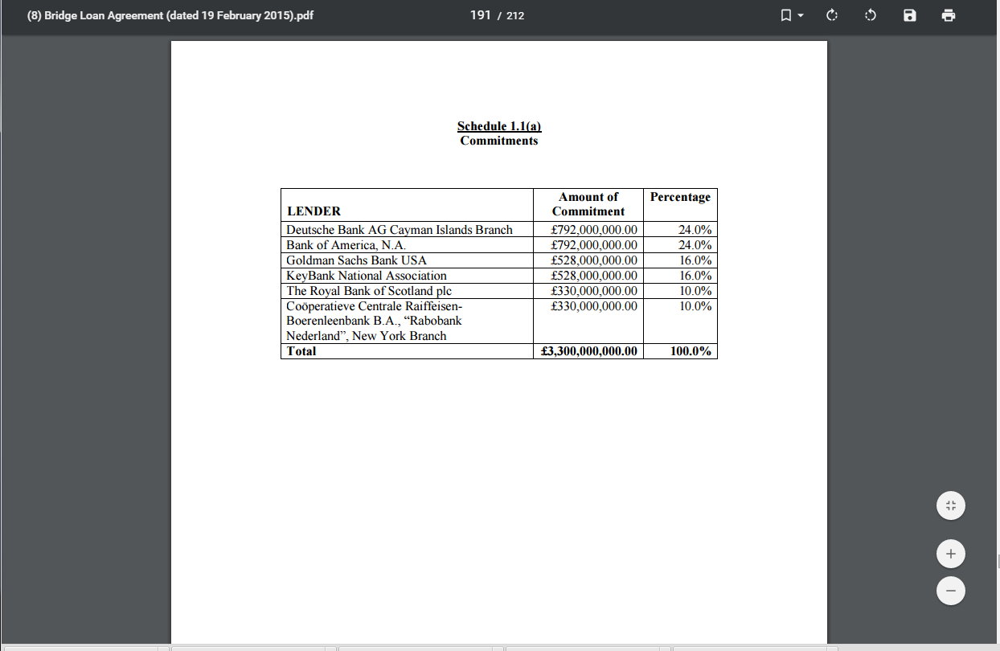 (8) Bridge Loan Agreement (dated 19 February 2015).pdf 191 / 212
Schedule 1.1(a)
Commitments
LENDER Amount of Commitment Percentage
Deutsche Bank AG Cayman Islands Branch £792,000,000.00 24.0%
Bank of America, N.A. £792,000,000.00 24.0%
Goldman Sachs Bank USA £528,000,000.00 16.0%
KeyBank National Association £528,000,000.00 16.0%
The Royal Bank of Scotland plc £330,000,000.00 10.0%
Coöperatieve Centrale Raiffeisen- £330,000,000.00 10.0%
Boerenleenbank B.A., “Rabobank
Nederland”, New York Branch
Total £3,300,000,000.00 100.0%